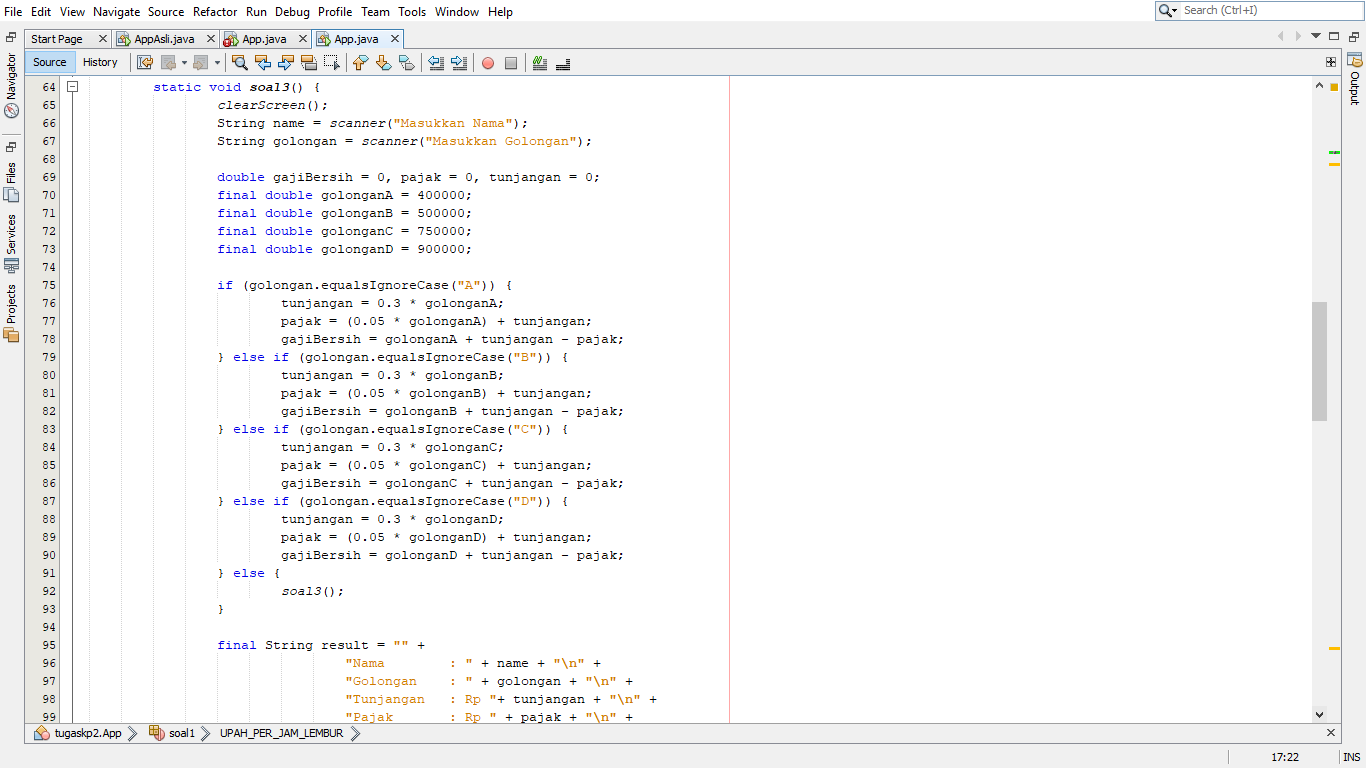 File Edit View Navigate Source Refactor Run Debug Profile Team Tools Window Help
Search (Ctrl+I)
Start Page AppAsli.java App.java App.java
Source History
Navigator
Files
Services
Projects
Output
64 static void soal3() {
65 clearScreen();
66 String name = scanner("Masukkan Nama");
67 String golongan = scanner("Masukkan Golongan");
68
69 double gajiBersih = 0, pajak = 0, tunjangan = 0;
70 final double golonganA = 400000;
71 final double golonganB = 500000;
72 final double golonganC = 750000;
73 final double golonganD = 900000;
74
75 if (golongan.equalsIgnoreCase("A")) {
76 tunjangan = 0.3 * golonganA;
77 pajak = (0.05 * golonganA) + tunjangan;
78 gajiBersih = golonganA + tunjangan - pajak;
79 } else if (golongan.equalsIgnoreCase("B")) {
80 tunjangan = 0.3 * golonganB;
81 pajak = (0.05 * golonganB) + tunjangan;
82 gajiBersih = golonganB + tunjangan - pajak;
83 } else if (golongan.equalsIgnoreCase("C")) {
84 tunjangan = 0.3 * golonganC;
85 pajak = (0.05 * golonganC) + tunjangan;
86 gajiBersih = golonganC + tunjangan - pajak;
87 } else if (golongan.equalsIgnoreCase("D")) {
88 tunjangan = 0.3 * golonganD;
89 pajak = (0.05 * golonganD) + tunjangan;
90 gajiBersih = golonganD + tunjangan - pajak;
91 } else {
92 soal3();
93 }
94
95 final String result = "" +
96 "Nama : " + name + "\n" +
97 "Golongan : " + golongan + "\n" +
98 "Tunjangan : Rp "+ tunjangan + "\n" +
99 "Pajak : Rp " + pajak + "\n" +
tugaskp2.App soal1 UPAH_PER_JAM_LEMBUR
17:22 INS